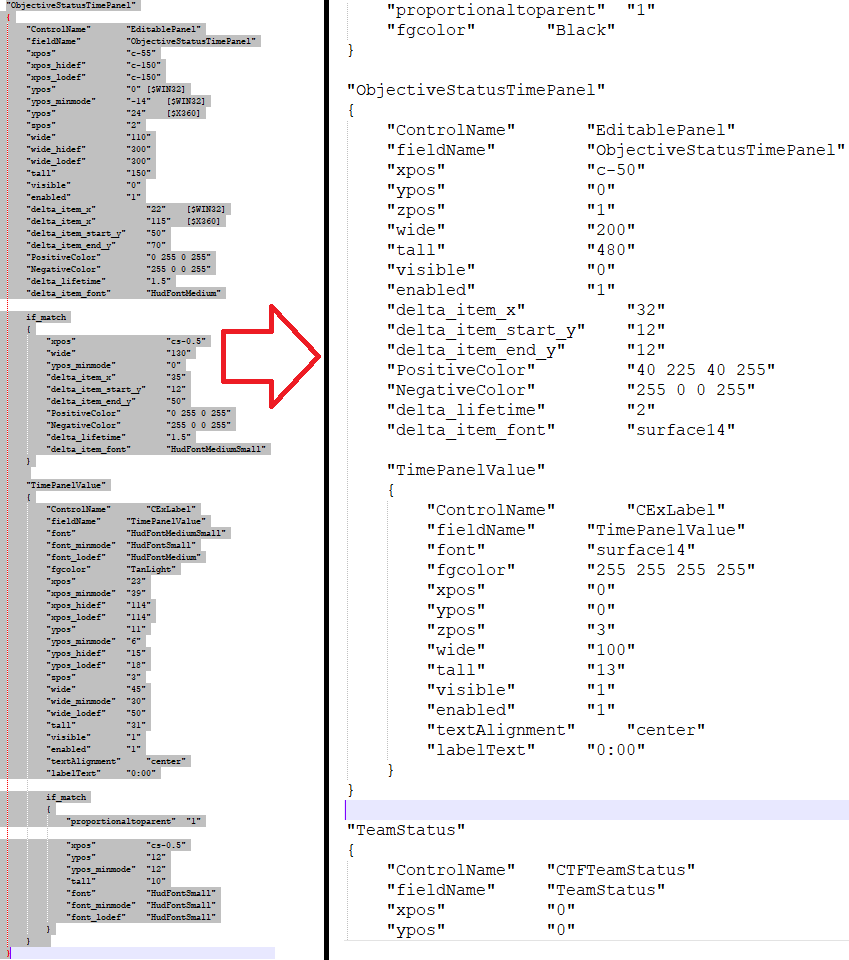 "ObjectiveStatusTimePanel"
{
"ControlName" "EditablePanel"
"fieldName" "ObjectiveStatusTimePanel"
"xpos" "c-55"
"xpos_hidef" "c-150"
"xpos_lodef" "c-150"
"ypos" "0" [$WIN32]
"ypos_minmode" "-14" [$WIN32]
"ypos" "24" [$X360]
"zpos" "2"
"wide" "110"
"wide_hidef" "300"
"wide_lodef" "300"
"tall" "150"
"visible" "0"
"enabled" "1"
"delta_item_x" "22" [$WIN32]
"delta_item_x" "115" [$X360]
"delta_item_start_y" "50"
"delta_item_end_y" "70"
"PositiveColor" "0 255 0 255"
"NegativeColor" "255 0 0 255"
"delta_lifetime" "1.5"
"delta_item_font" "HudFontMedium"
if_match
{
"xpos" "cs-0.5"
"wide" "130"
"ypos_minmode" "0"
"delta_item_x" "35"
"delta_item_start_y" "12"
"delta_item_end_y" "50"
"PositiveColor" "0 255 0 255"
"NegativeColor" "255 0 0 255"
"delta_lifetime" "1.5"
"delta_item_font" "HudFontMediumSmall"
}
"TimePanelValue"
{
"ControlName" "CExLabel"
"fieldName" "TimePanelValue"
"font" "HudFontMediumSmall"
"font_minmode" "HudFontSmall"
"font_lodef" "HudFontMedium"
"fgcolor" "TanLight"
"xpos" "23"
"xpos_minmode" "39"
"xpos_hidef" "114"
"xpos_lodef" "114"
"ypos" "11"
"ypos_minmode" "6"
"ypos_hidef" "15"
"ypos_lodef" "18"
"zpos" "3"
"wide" "45"
"wide_minmode" "30"
"wide_lodef" "50"
"tall" "31"
"visible" "1"
"enabled" "1"
"textAlignment" "center"
"labelText" "0:00"
if_match
{
"proportionaltoparent" "1"
"xpos" "cs-0.5"
"ypos" "12"
"ypos_minmode" "12"
"tall" "10"
"font" "HudFontSmall"
"font_minmode" "HudFontSmall"
"font_lodef" "HudFontSmall"
}
}
}
"proportionaltoparent" "1"
"fgcolor" "Black"
}
"ObjectiveStatusTimePanel"
{
"ControlName" "EditablePanel"
"fieldName" "ObjectiveStatusTimePanel"
"xpos" "c-50"
"ypos" "0"
"zpos" "1"
"wide" "200"
"tall" "480"
"visible" "0"
"enabled" "1"
"delta_item_x" "32"
"delta_item_start_y" "12"
"delta_item_end_y" "12"
"PositiveColor" "40 225 40 255"
"NegativeColor" "255 0 0 255"
"delta_lifetime" "2"
"delta_item_font" "surface14"
"TimePanelValue"
{
"ControlName" "CExLabel"
"fieldName" "TimePanelValue"
"font" "surface14"
"fgcolor" "255 255 255 255"
"xpos" "0"
"ypos" "0"
"zpos" "3"
"wide" "100"
"tall" "13"
"visible" "1"
"enabled" "1"
"textAlignment" "center"
"labelText" "0:00"
}
}
"TeamStatus"
{
"ControlName" "CTFTeamStatus"
"fieldName" "TeamStatus"
"xpos" "0"
"ypos" "0"